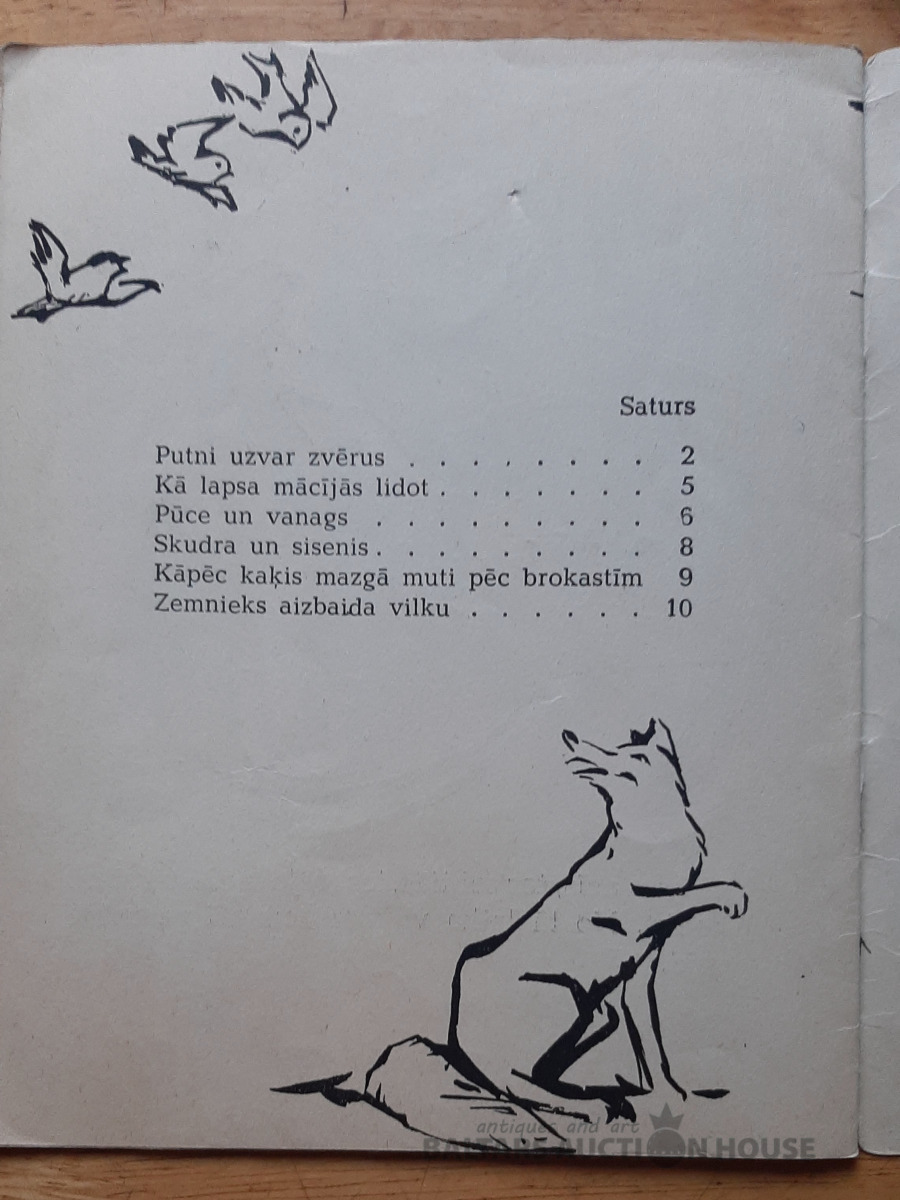 Saturs
Putni uzvar zvērus . . . . . . . . 2
Kā lapsa mācījās lidot . . . . . . . 5
Pūce un vanags . . . . . . . . . 6
Skudra un sisenis . . . . . . . . . 8
Kāpēc kaķis mazgā muti pēc brokastīm 9
Zemnieks aizbaida vilku . . . . . . 10
antiques and art
BALTARS AUCTION HOUSE